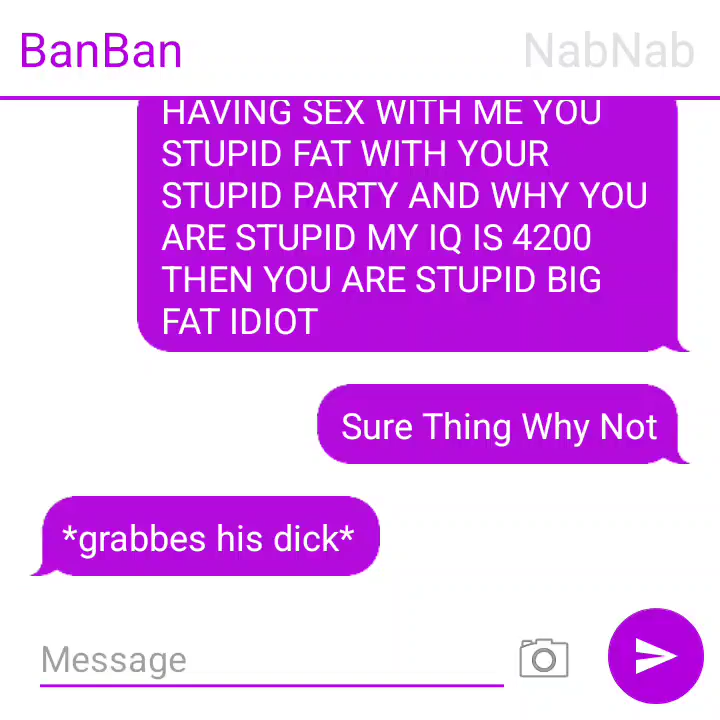 BanBan NabNab
HAVING SEX WITH ME YOU
STUPID FAT WITH YOUR
STUPID PARTY AND WHY YOU
ARE STUPID MY IQ IS 4200
THEN YOU ARE STUPID BIG
FAT IDIOT
Sure Thing Why Not
*grabbes his dick*
Message